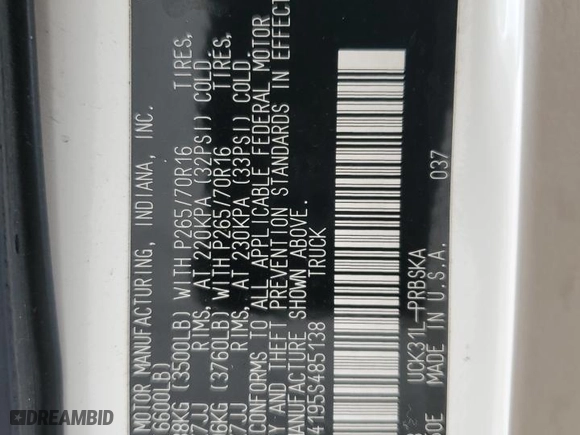 MOTOR MANUFACTURING, INDIANA, INC.
6600LB)
8KG (3500LB) WITH P265/70R16 TIRES,
7JJ RIMS, AT 220KPA (32PSI) COLD
6KG (3760LB) WITH P265/70R16 TIRES,
7JJ RIMS, AT 230KPA (33PSI) COLD
CONFORMS TO ALL APPLICABLE FEDERAL MOTOR
Y AND THEFT PREVENTION STANDARDS IN EFFECT
ANUFACTURE SHOWN ABOVE.
4195S485138 TRUCK
037
UCK31L-PRBSKA
0E MADE IN U.S.A.
DREAMBID